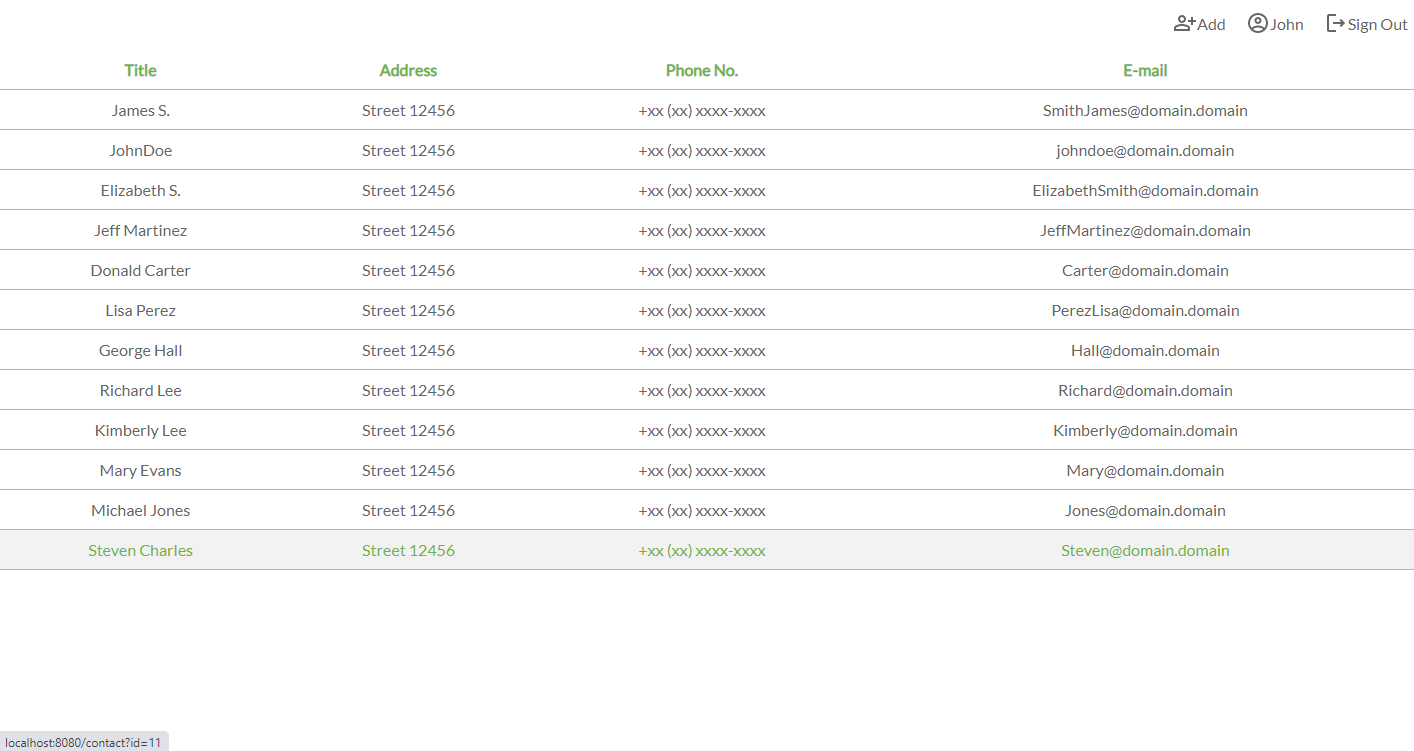 Add John Sign Out
Title Address Phone No. E-mail
James S. Street 12456 +xx (xx) xxxx-xxxx SmithJames@domain.domain
JohnDoe Street 12456 +xx (xx) xxxx-xxxx johndoe@domain.domain
Elizabeth S. Street 12456 +xx (xx) xxxx-xxxx ElizabethSmith@domain.domain
Jeff Martinez Street 12456 +xx (xx) xxxx-xxxx JeffMartinez@domain.domain
Donald Carter Street 12456 +xx (xx) xxxx-xxxx Carter@domain.domain
Lisa Perez Street 12456 +xx (xx) xxxx-xxxx PerezLisa@domain.domain
George Hall Street 12456 +xx (xx) xxxx-xxxx Hall@domain.domain
Richard Lee Street 12456 +xx (xx) xxxx-xxxx Richard@domain.domain
Kimberly Lee Street 12456 +xx (xx) xxxx-xxxx Kimberly@domain.domain
Mary Evans Street 12456 +xx (xx) xxxx-xxxx Mary@domain.domain
Michael Jones Street 12456 +xx (xx) xxxx-xxxx Jones@domain.domain
Steven Charles Street 12456 +xx (xx) xxxx-xxxx Steven@domain.domain
localhost:8080/contact?id=11